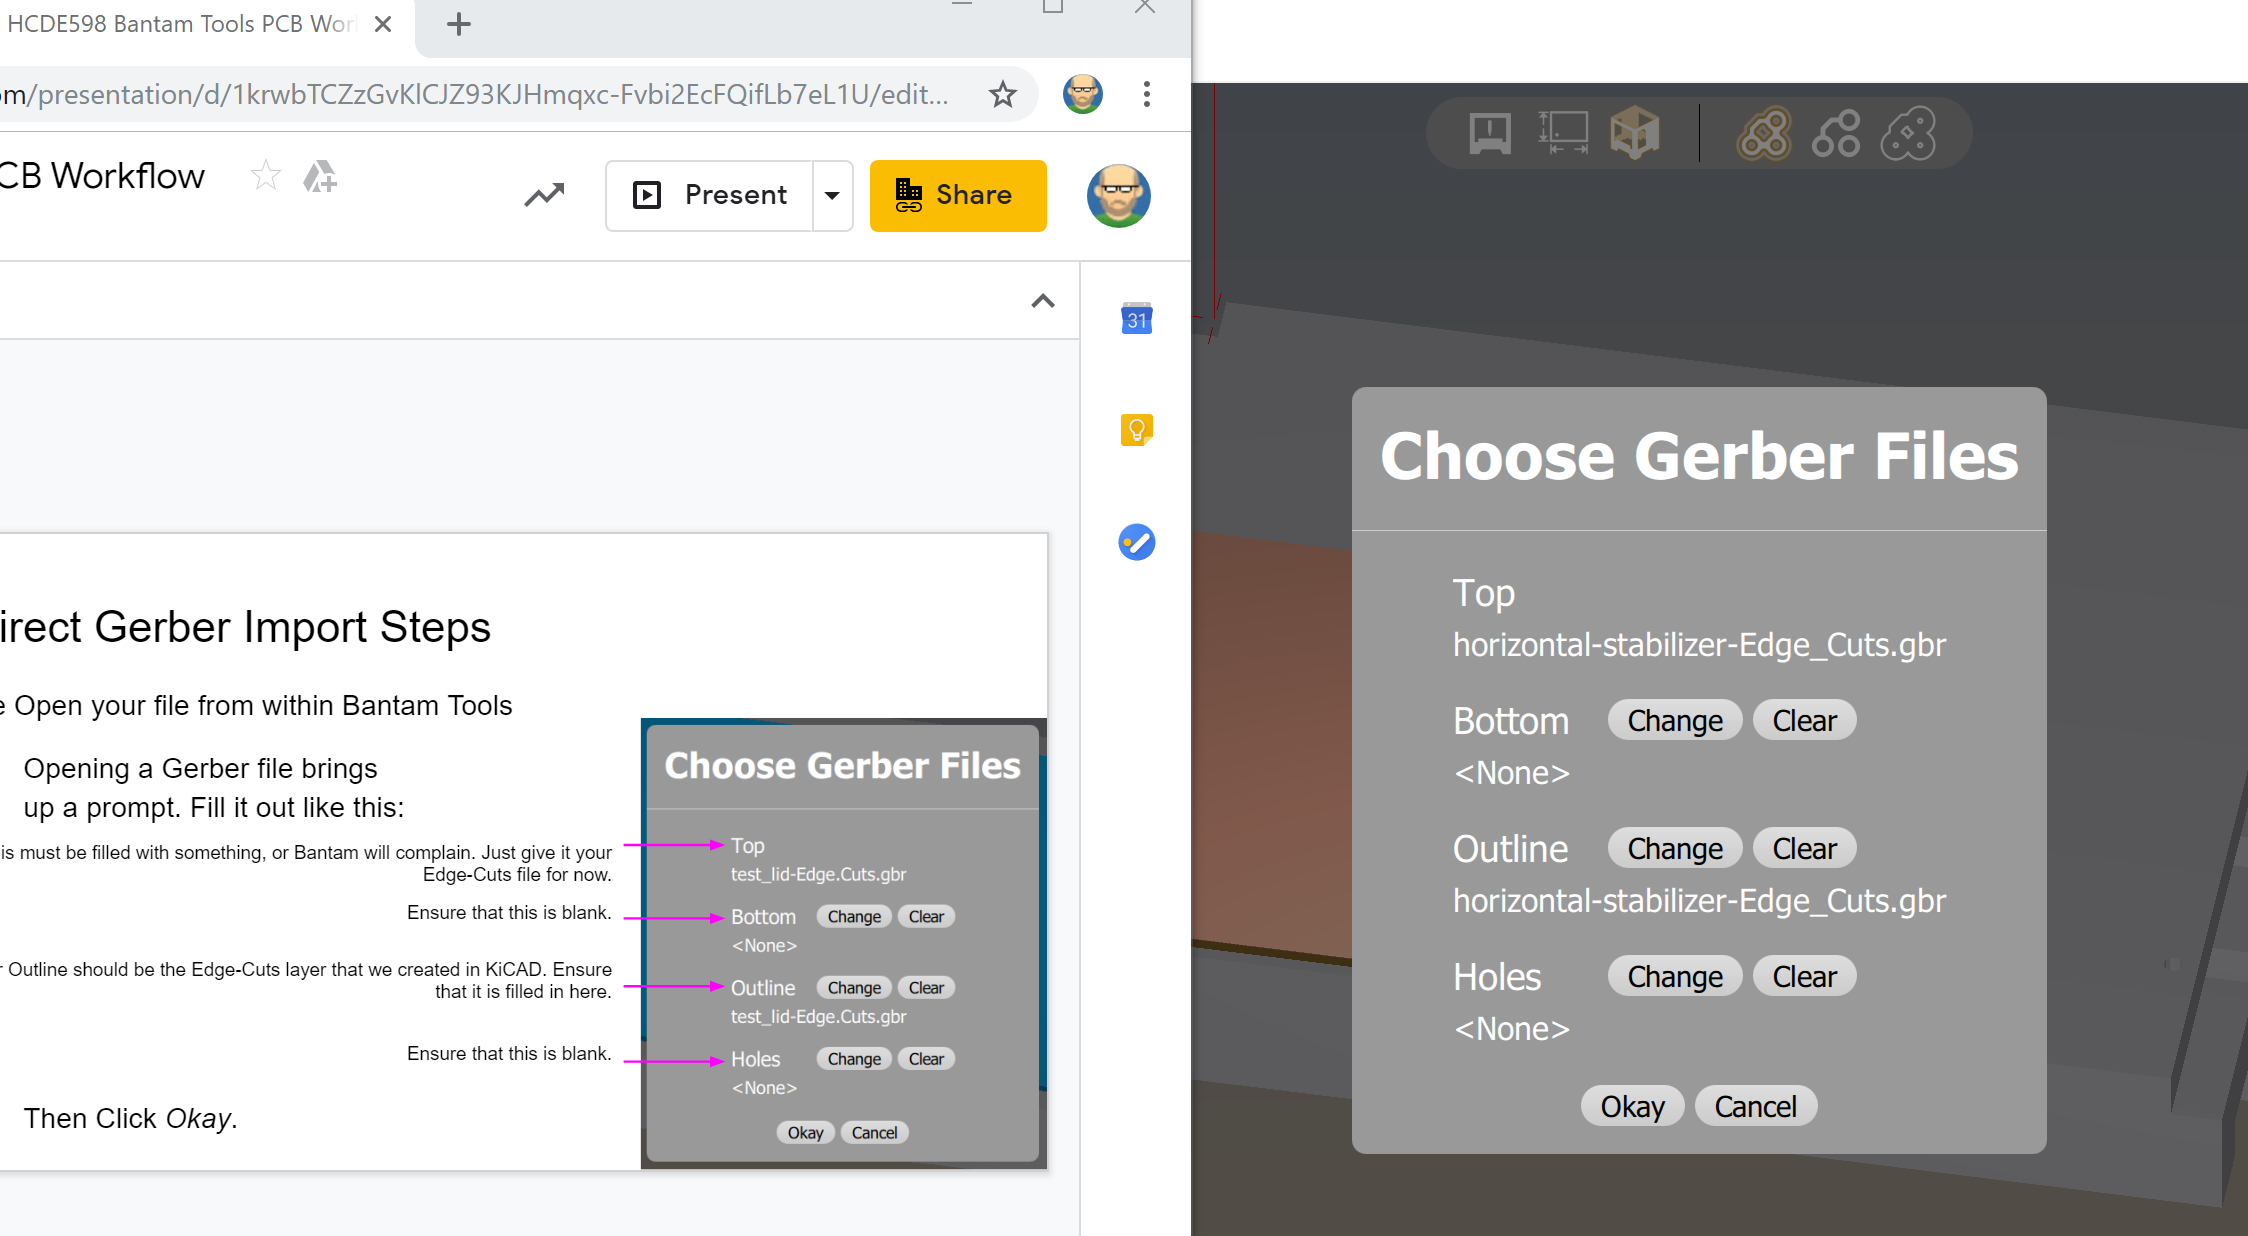 HCDE598 Bantam Tools PCB Wor
om/presentation/d/1krwbTCZzGvKlCJZ93KJHmqxc-Fvbi2EcFQifLb7eL1U/edit...
CB Workflow
Present
Share
31
irect Gerber Import Steps
e Open your file from within Bantam Tools
Opening a Gerber file brings
up a prompt. Fill it out like this:
is must be filled with something, or Bantam will complain. Just give it your
Edge-Cuts file for now.
Ensure that this is blank.
r Outline should be the Edge-Cuts layer that we created in KiCAD. Ensure
that it is filled in here.
Ensure that this is blank.
Then Click Okay.
Choose Gerber Files
Top
test_lid-Edge.Cuts.gbr
Bottom Change Clear
<None>
Outline Change Clear
test_lid-Edge.Cuts.gbr
Holes Change Clear
<None>
Okay Cancel
Choose Gerber Files
Top
horizontal-stabilizer-Edge_Cuts.gbr
Bottom Change Clear
<None>
Outline Change Clear
horizontal-stabilizer-Edge_Cuts.gbr
Holes Change Clear
<None>
Okay Cancel